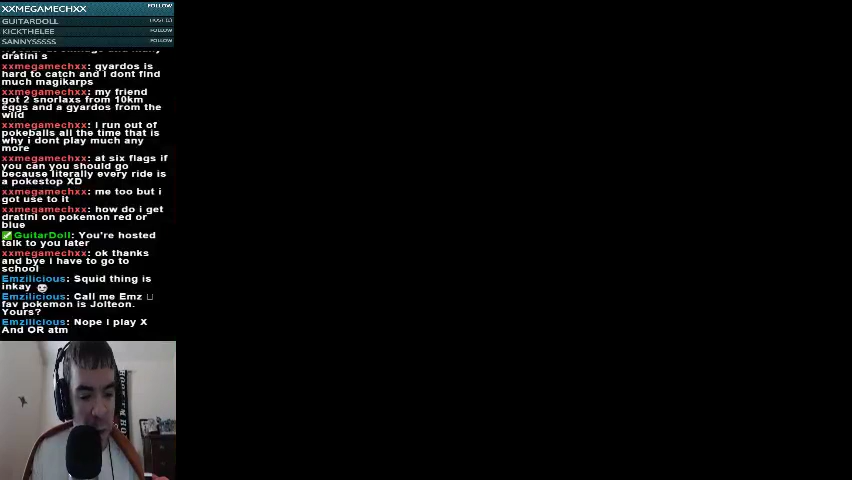 XXMEGAMECHXX FOLLOW
GUITARDOLL HOSTED
KICKTHELEE FOLLOW
SANNYSSSSS FOLLOW
dratini s
xxmegamechxx: gyardos is
hard to catch and i dont find
much magikarps
xxmegamechxx: my friend
got 2 snorlaxs from 10km
eggs and a gyardos from the
wild
xxmegamechxx: I run out of
pokeballs all the time that is
why i dont play much any
more
xxmegamechxx: at six flags if
you can you should go
because literally every ride is
a pokestop XD
xxmegamechxx: me too but i
got use to it
xxmegamechxx: how do i get
dratini on pokemon red or
blue
GuitarDoll: You're hosted
talk to you later
xxmegamechxx: ok thanks
and bye i have to go to
school
Emzilicious: Squid thing is
inkay
Emzilicious: Call me Emz □
fav pokemon is Jolteon.
Yours?
Emzilicious: Nope I play X
And OR atm